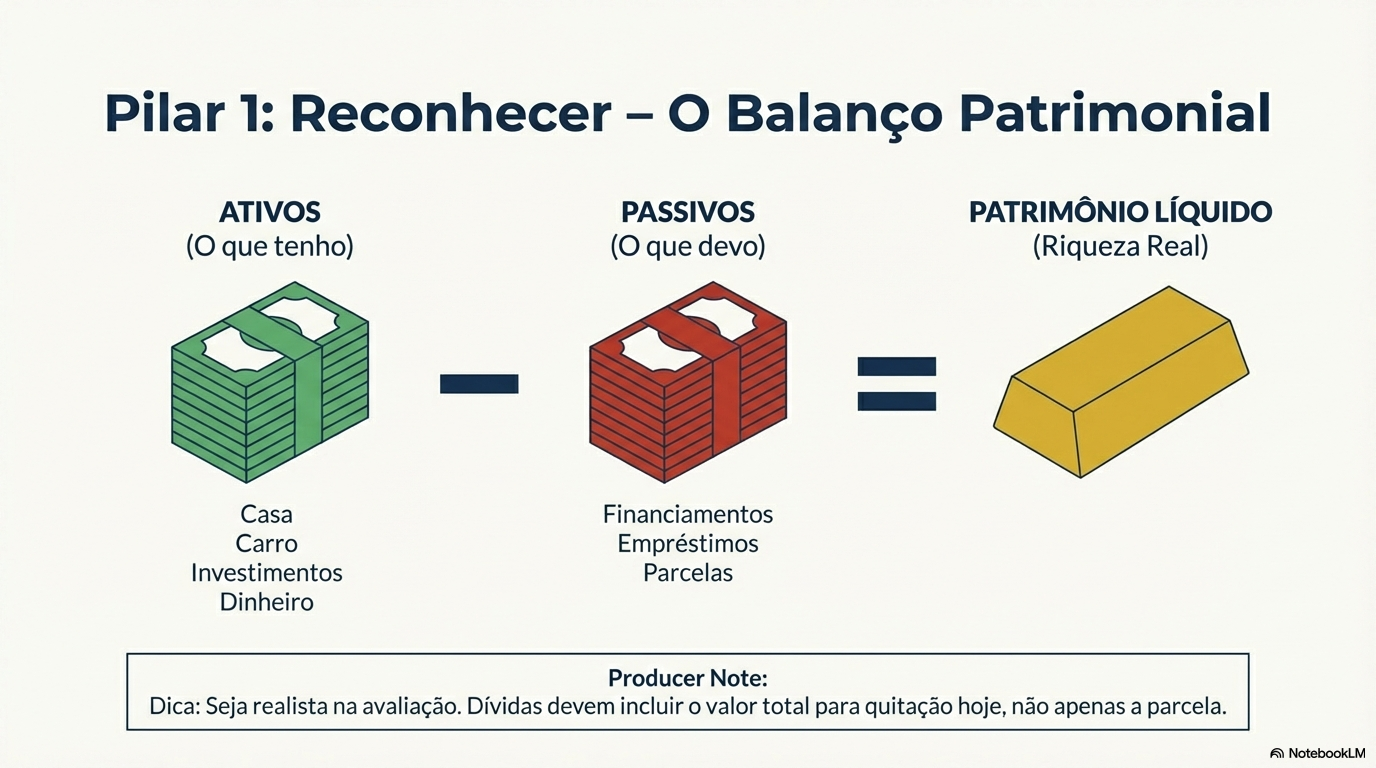 Pilar 1: Reconhecer – O Balanço Patrimonial
ATIVOS
(O que tenho)
Casa
Carro
Investimentos
Dinheiro
PASSIVOS
(O que devo)
Financiamentos
Empréstimos
Parcelas
PATRIMÔNIO LÍQUIDO
(Riqueza Real)
Producer Note:
Dica: Seja realista na avaliação. Dívidas devem incluir o valor total para quitação hoje, não apenas a parcela.
NotebookLM